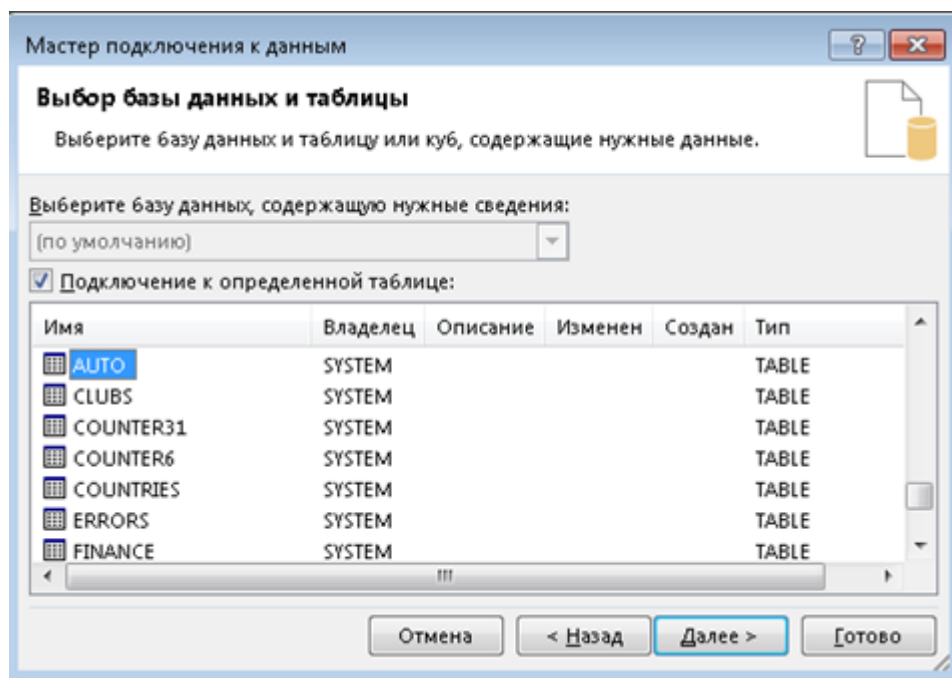 Мастер подключения к данным
Выбор базы данных и таблицы
Выберите базу данных и таблицу или куб, содержащие нужные данные.
Выберите базу данных, содержащую нужные сведения:
(по умолчанию)
Подключение к определенной таблице:
Имя Владелец Описание Изменен Создан Тип
AUTO SYSTEM TABLE
CLUBS SYSTEM TABLE
COUNTER31 SYSTEM TABLE
COUNTER6 SYSTEM TABLE
COUNTRIES SYSTEM TABLE
ERRORS SYSTEM TABLE
FINANCE SYSTEM TABLE
Отмена < Назад Далее > Готово